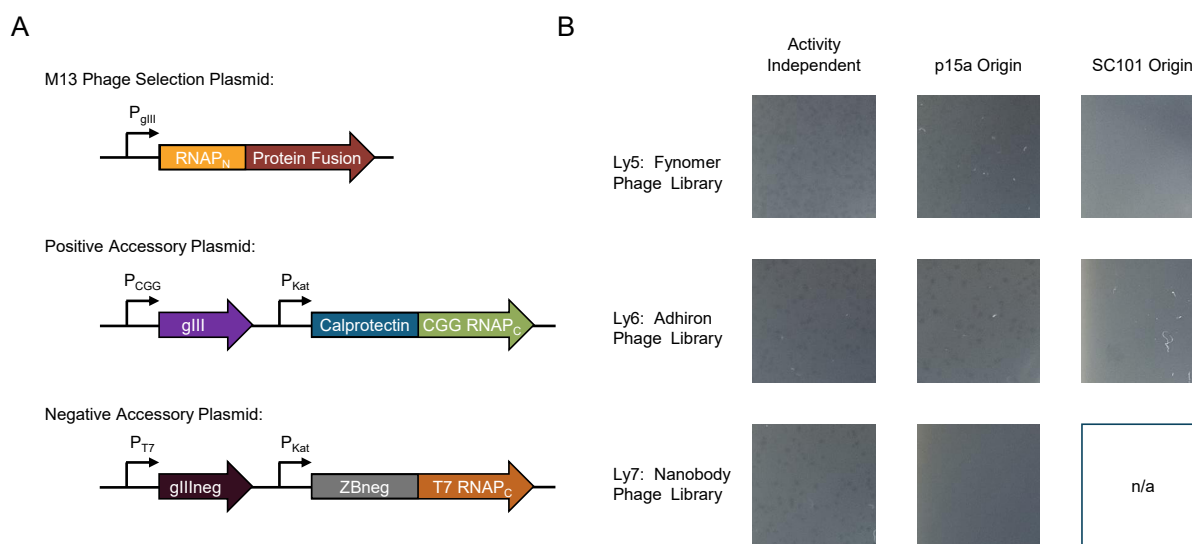 A
M13 Phage Selection Plasmid:
PgIII
RNAPN
Protein Fusion
Positive Accessory Plasmid:
PCGG
PKat
gIII
Calprotectin
CGG RNAPC
Negative Accessory Plasmid:
PT7
PKat
gIIIneg
ZBneg
T7 RNAPC
B
Activity
Independent
p15a Origin
SC101 Origin
Ly5: Fynomer
Phage Library
Ly6: Adhiron
Phage Library
Ly7: Nanobody
Phage Library
n/a